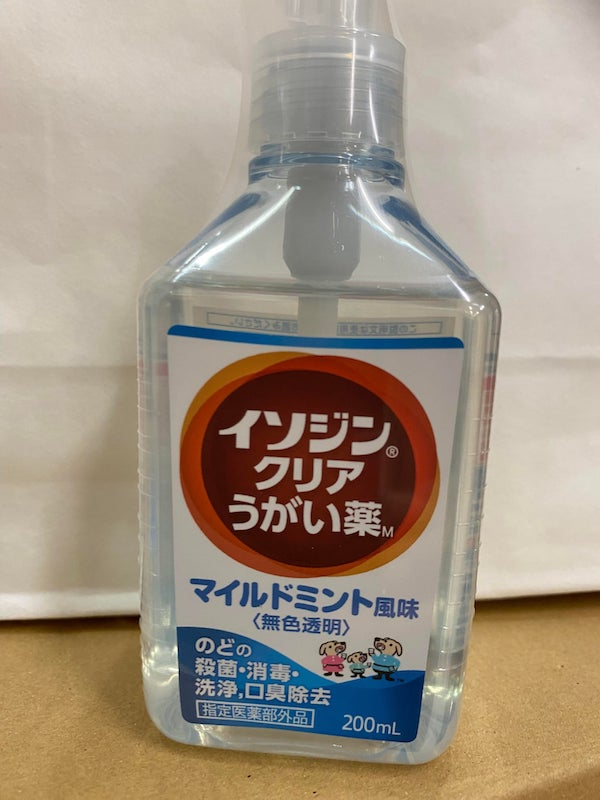 イソジン®
クリア
うがい薬M
マイルドミント風味
〈無色透明〉
のどの
殺菌・消毒・
洗浄,口臭除去
指定医薬部外品
200mL